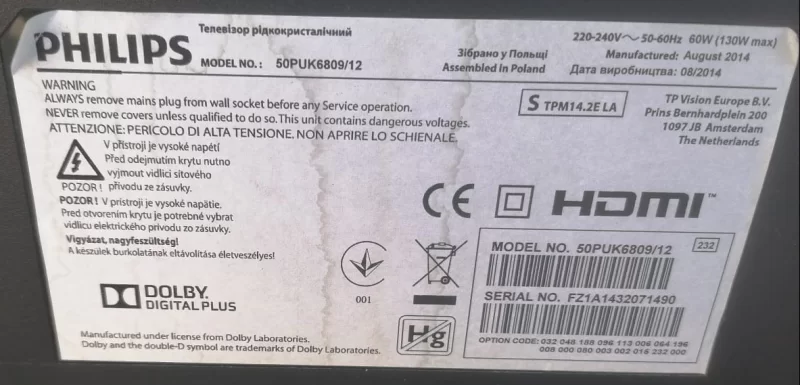 PHILIPS
Телевізор рідкокристалічний
MODEL NO.: 50PUK6809/12
Зібрано у Польщі
Assembled in Poland
220-240V～ 50-60Hz 60W (130W max)
Manufactured: August 2014
Дата виробництва: 08/2014
WARNING
ALWAYS remove mains plug from wall socket before any Service operation.
NEVER remove covers unless qualified to do so. This unit contains dangerous voltages.
ATTENZIONE: PERICOLO DI ALTA TENSIONE. NON APRIRE LO SCHIENALE.
S TPM14.2E LA
TP Vision Europe B.V.
Prins Bernhardplein 200
1097 JB Amsterdam
The Netherlands
V přístroji je vysoké napětí
Před odejmutím krytu nutno
vyjmout vidlici síťového
POZOR! přívodu ze zásuvky.
POZOR! V prístroji je vysoké napätie.
Pred otvorením krytu je potrebné vybrat
vidlicu elektrického prívodu zo zásuvky.
Vigyázat, nagyfeszültség!
A készülek burkolatának eltávolítása életveszélyes!
CE
HDMI™
001
DOLBY.
DIGITAL PLUS
Hg
MODEL NO. 50PUK6809/12
232
SERIAL NO. FZ1A1432071490
OPTION CODE: 032 048 188 096 113 006 064 196
008 000 080 003 002 016 232 000
Manufactured under license from Dolby Laboratories.
Dolby and the double-D symbol are trademarks of Dolby Laboratories.